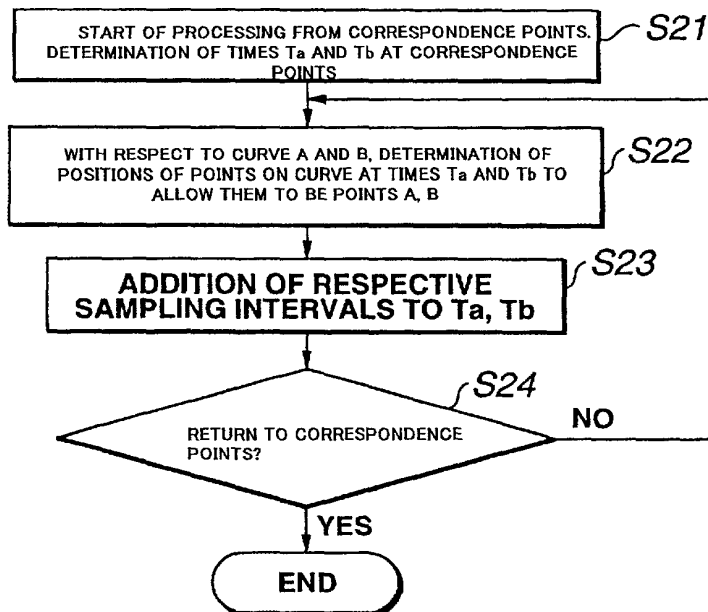 START OF PROCESSING FROM CORRESPONDENCE POINTS.
DETERMINATION OF TIMES Ta AND Tb AT CORRESPONDENCE
POINTS
S21
WITH RESPECT TO CURVE A AND B, DETERMINATION OF
POSITIONS OF POINTS ON CURVE AT TIMES Ta AND Tb TO
ALLOW THEM TO BE POINTS A, B
S22
ADDITION OF RESPECTIVE
SAMPLING INTERVALS TO Ta, Tb
S23
S24
RETURN TO CORRESPONDENCE
POINTS?
NO
YES
END